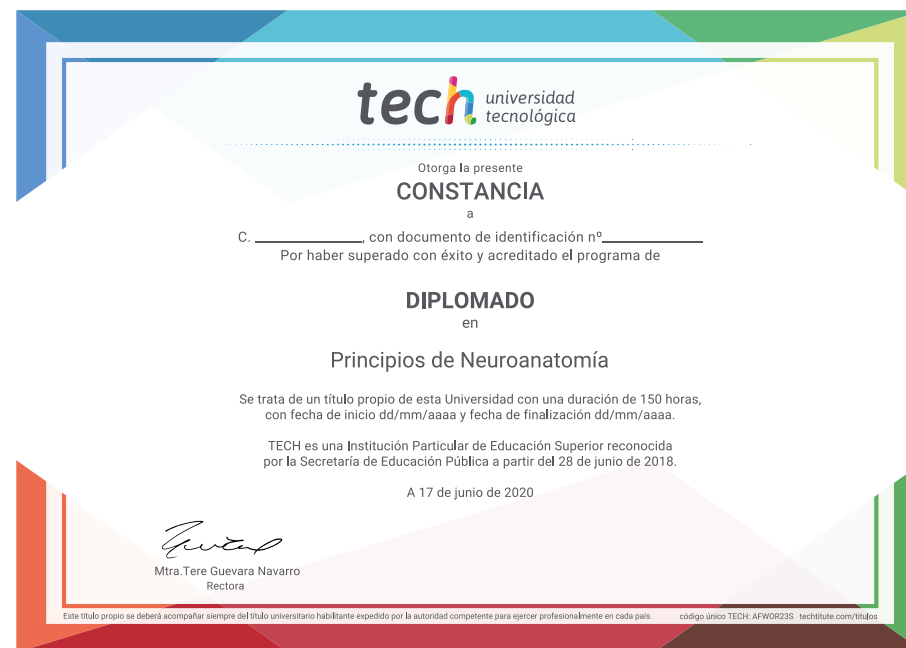 tech universidad
tecnológica
Otorga la presente
CONSTANCIA
a
C. ____________, con documento de identificación nº____________
Por haber superado con éxito y acreditado el programa de
DIPLOMADO
en
Principios de Neuroanatomía
Se trata de un título propio de esta Universidad con una duración de 150 horas,
con fecha de inicio dd/mm/aaaa y fecha de finalización dd/mm/aaaa.
TECH es una Institución Particular de Educación Superior reconocida
por la Secretaría de Educación Pública a partir del 28 de junio de 2018.
A 17 de junio de 2020
Mtra.Tere Guevara Navarro
Rectora
Este título propio se deberá acompañar siempre del título universitario habilitante expedido por la autoridad competente para ejercer profesionalmente en cada país. código único TECH: AFWOR23S techtitute.com/titulos